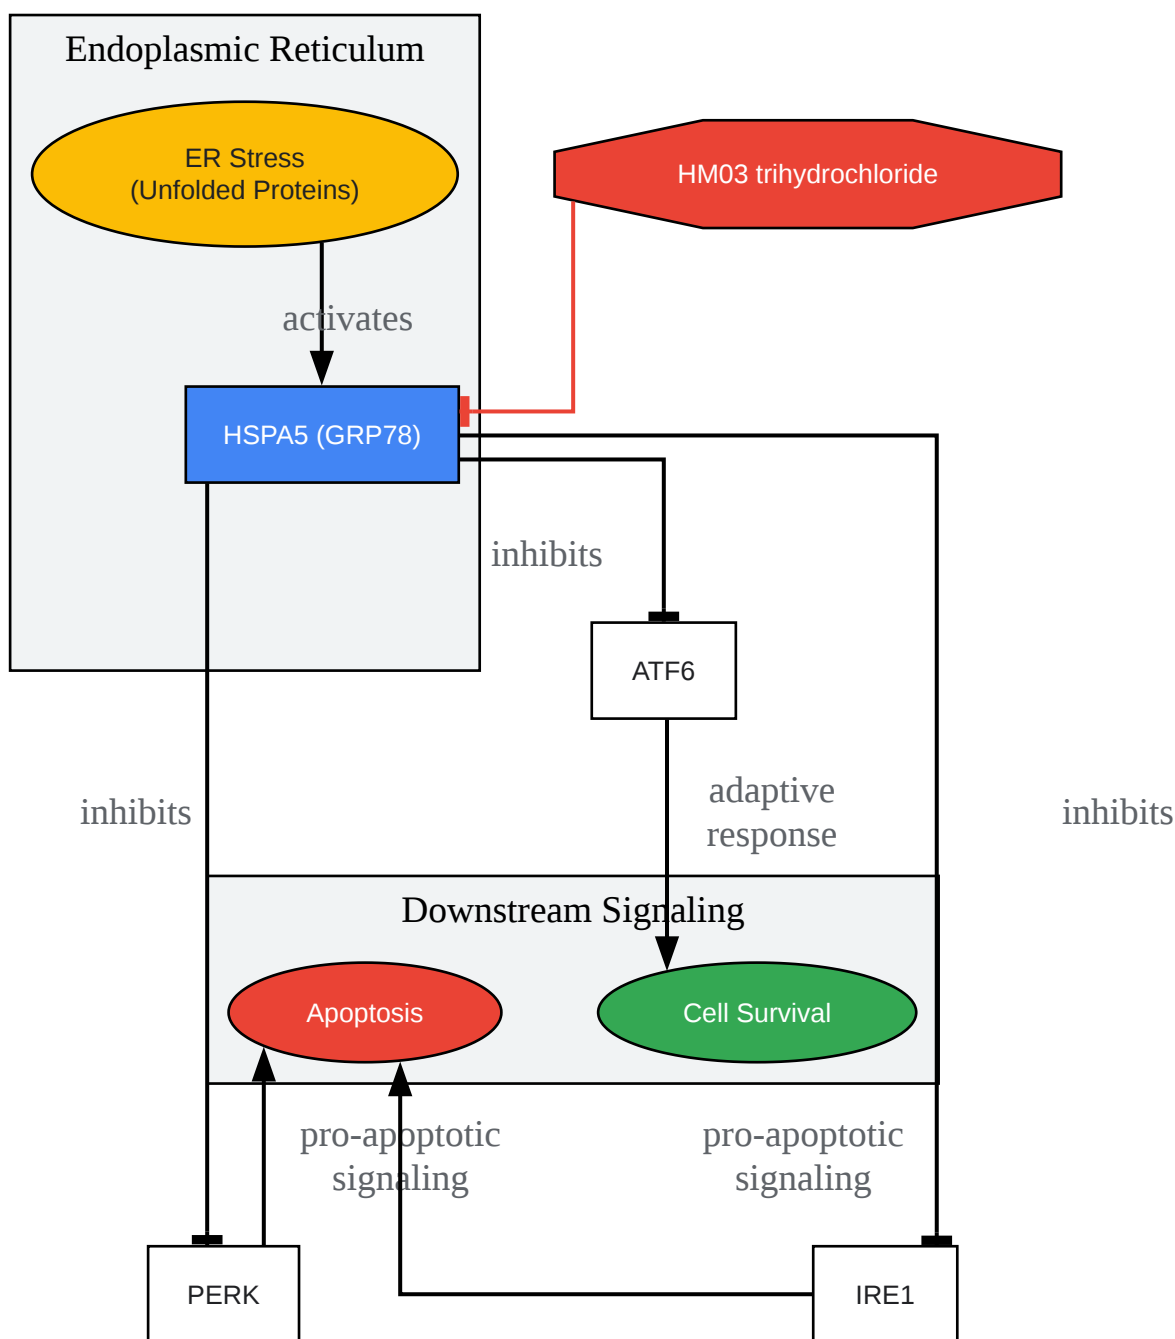 Endoplasmic Reticulum
ER Stress
(Unfolded Proteins)
HM03 trihydrochloride
activates
HSPA5 (GRP78)
inhibits
ATF6
adaptive
response
inhibits
inhibits
Downstream Signaling
Apoptosis
Cell Survival
pro-apoptotic
signaling
pro-apoptotic
signaling
PERK
IRE1